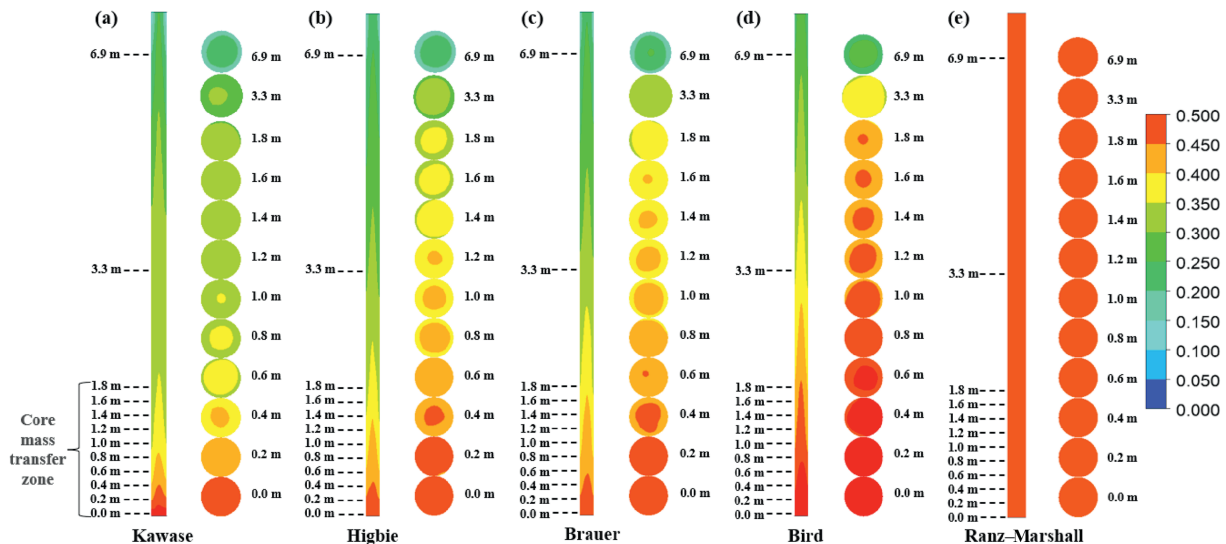 (a)
6.9 m
3.3 m
1.8 m
1.6 m
1.4 m
1.2 m
1.0 m
0.8 m
0.6 m
0.4 m
0.2 m
0.0 m
Core
mass
transfer
zone
6.9 m
3.3 m
1.8 m
1.6 m
1.4 m
1.2 m
1.0 m
0.8 m
0.6 m
0.4 m
0.2 m
0.0 m
Kawase
(b)
6.9 m
3.3 m
1.8 m
1.6 m
1.4 m
1.2 m
1.0 m
0.8 m
0.6 m
0.4 m
0.2 m
0.0 m
6.9 m
3.3 m
1.8 m
1.6 m
1.4 m
1.2 m
1.0 m
0.8 m
0.6 m
0.4 m
0.2 m
0.0 m
Higbie
(c)
6.9 m
3.3 m
1.8 m
1.6 m
1.4 m
1.2 m
1.0 m
0.8 m
0.6 m
0.4 m
0.2 m
0.0 m
6.9 m
3.3 m
1.8 m
1.6 m
1.4 m
1.2 m
1.0 m
0.8 m
0.6 m
0.4 m
0.2 m
0.0 m
Brauer
(d)
6.9 m
3.3 m
1.8 m
1.6 m
1.4 m
1.2 m
1.0 m
0.8 m
0.6 m
0.4 m
0.2 m
0.0 m
6.9 m
3.3 m
1.8 m
1.6 m
1.4 m
1.2 m
1.0 m
0.8 m
0.6 m
0.4 m
0.2 m
0.0 m
Bird
(e)
6.9 m
3.3 m
1.8 m
1.6 m
1.4 m
1.2 m
1.0 m
0.8 m
0.6 m
0.4 m
0.2 m
0.0 m
6.9 m
3.3 m
1.8 m
1.6 m
1.4 m
1.2 m
1.0 m
0.8 m
0.6 m
0.4 m
0.2 m
0.0 m
Ranz–Marshall
0.500
0.450
0.400
0.350
0.300
0.250
0.200
0.150
0.100
0.050
0.000